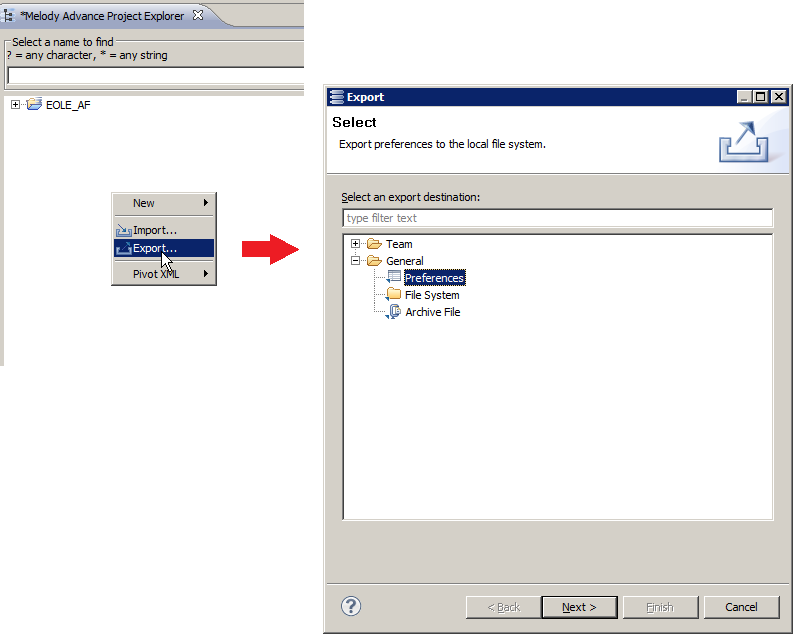 *Melody Advance Project Explorer
Select a name to find
? = any character, * = any string
EOLE_AF
New
Import...
Export...
Pivot XML
Export
Select
Export preferences to the local file system.
Select an export destination:
type filter text
Team
General
Preferences
File System
Archive File
?
< Back
Next >
Finish
Cancel